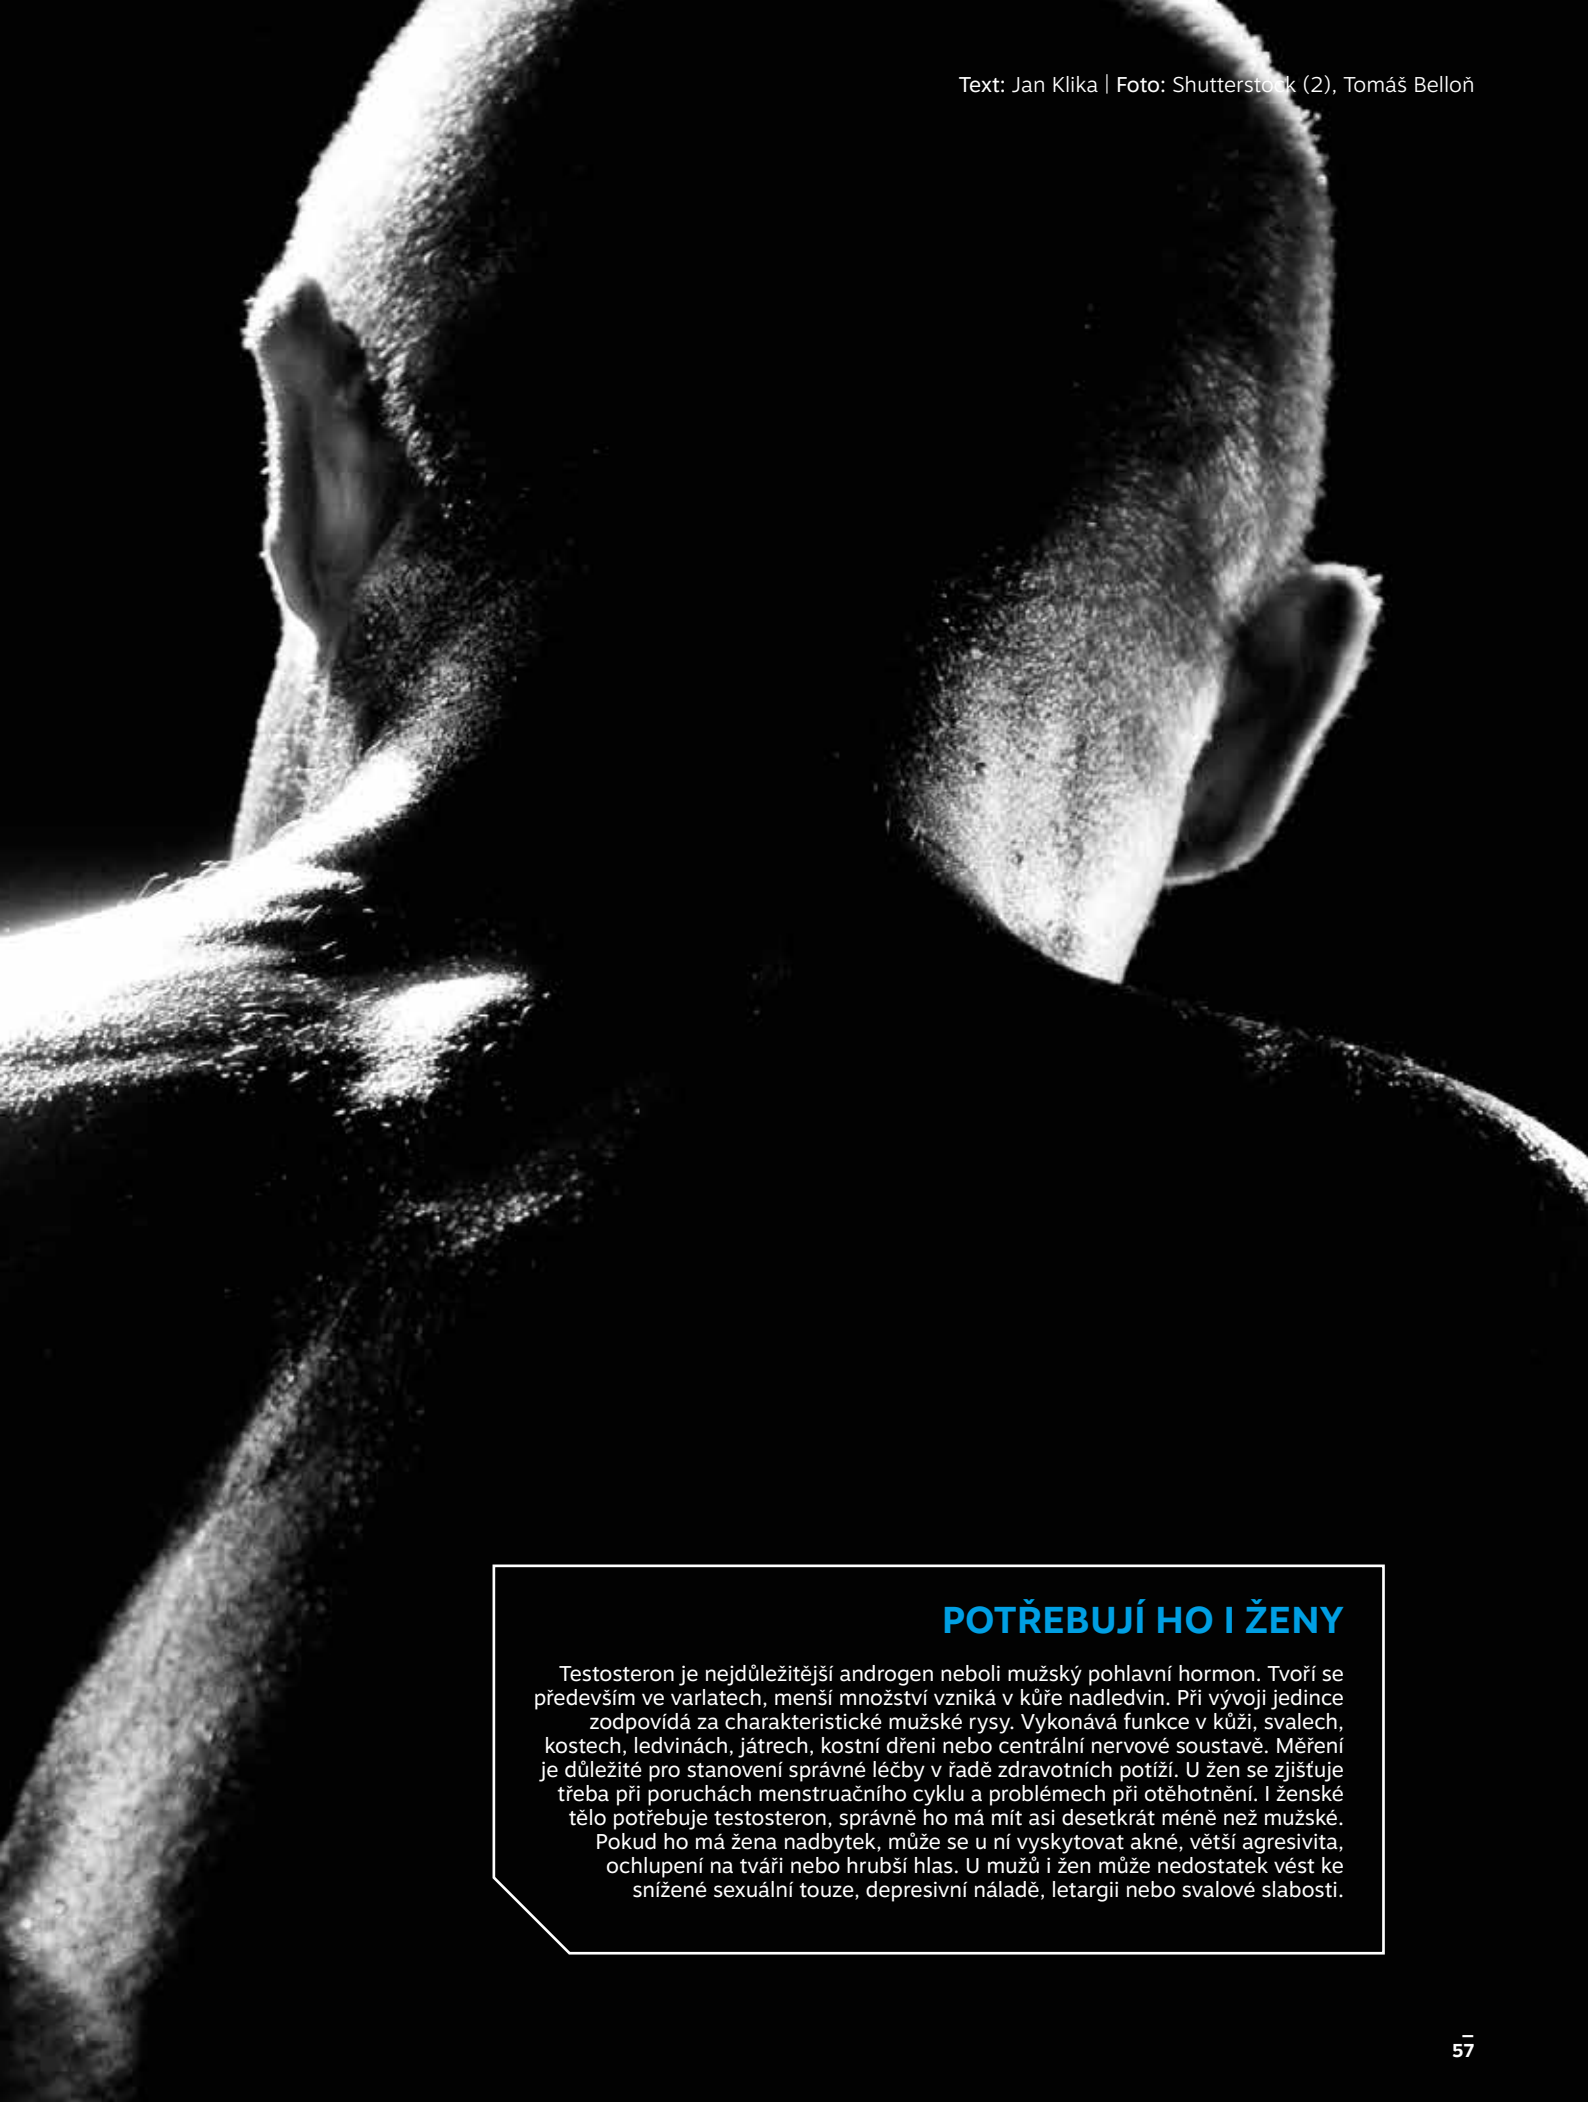 Text: Jan Klika | Foto: Shutterstock (2), Tomáš Belloň
POTŘEBUJÍ HO I ŽENY
Testosteron je nejdůležitější androgen neboli mužský pohlavní hormon. Tvoří se
především ve varlatech, menší množství vzniká v kůře nadledvin. Při vývoji jedince
zodpovídá za charakteristické mužské rysy. Vykonává funkce v kůži, svalech,
kostech, ledvinách, játrech, kostní dřeni nebo centrální nervové soustavě. Měření
je důležité pro stanovení správné léčby v řadě zdravotních potíží. U žen se zjišťuje
třeba při poruchách menstruačního cyklu a problémech při otěhotnění. I ženské
tělo potřebuje testosteron, správně ho má mít asi desetkrát méně než mužské.
Pokud ho má žena nadbytek, může se u ní vyskytovat akné, větší agresivita,
ochlupení na tváři nebo hrubší hlas. U mužů i žen může nedostatek vést ke
snížené sexuální touze, depresivní náladě, letargii nebo svalové slabosti.
57